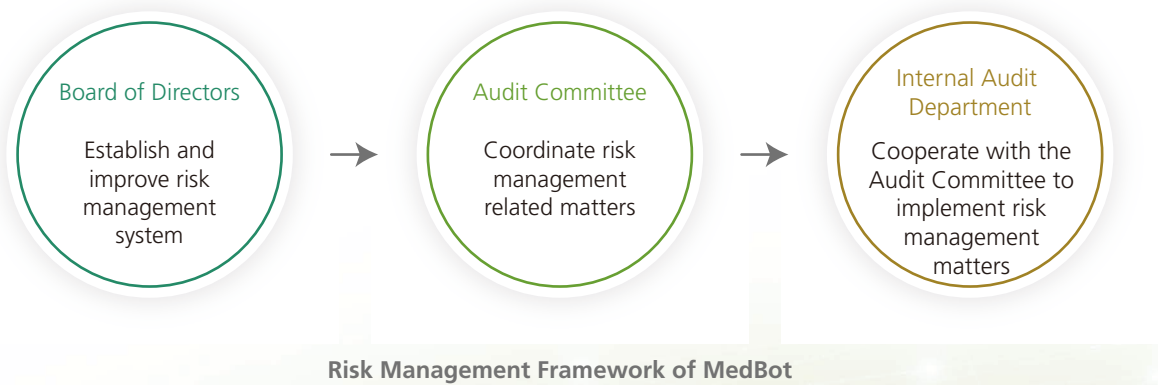 Board of Directors
Establish and
improve risk
management
system
Audit Committee
Coordinate risk
management
related matters
Internal Audit
Department
Cooperate with the
Audit Committee to
implement risk
management
matters
Risk Management Framework of MedBot